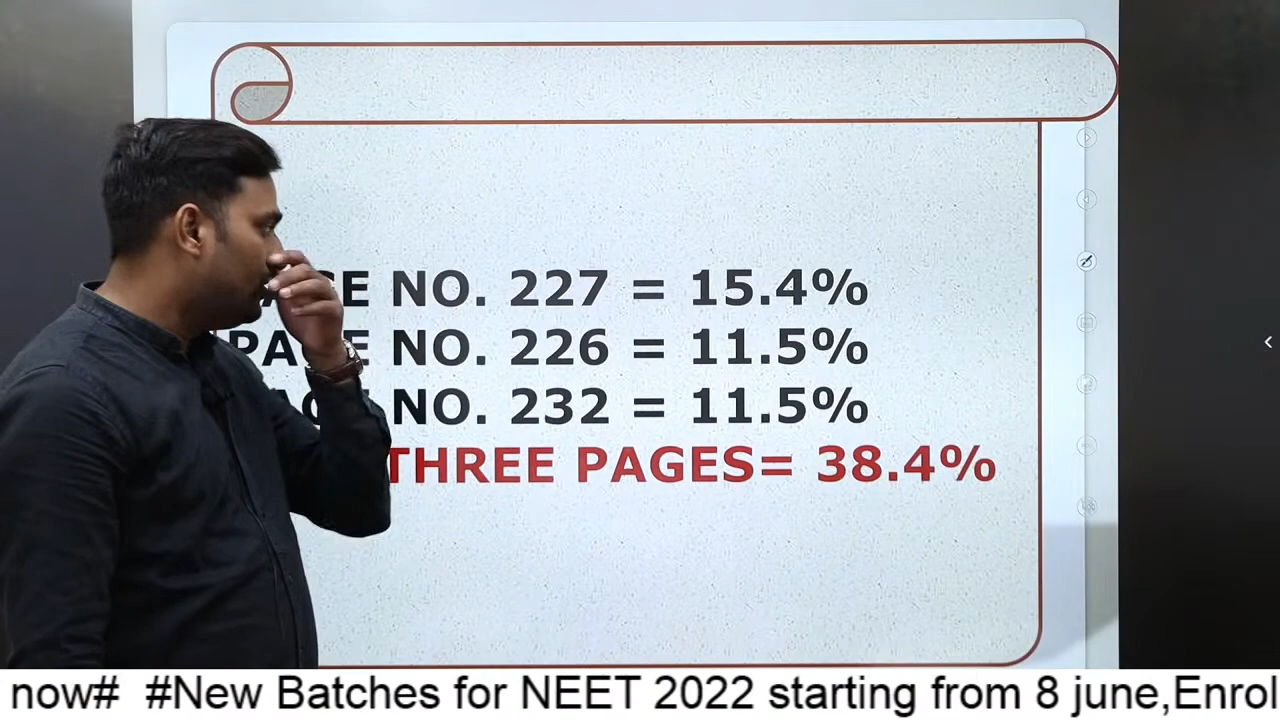 NO. 227 = 15.4%
PAGE NO. 226 = 11.5%
NO. 232 = 11.5%
THREE PAGES= 38.4%
now# #New Batches for NEET 2022 starting from 8 june,Enrol